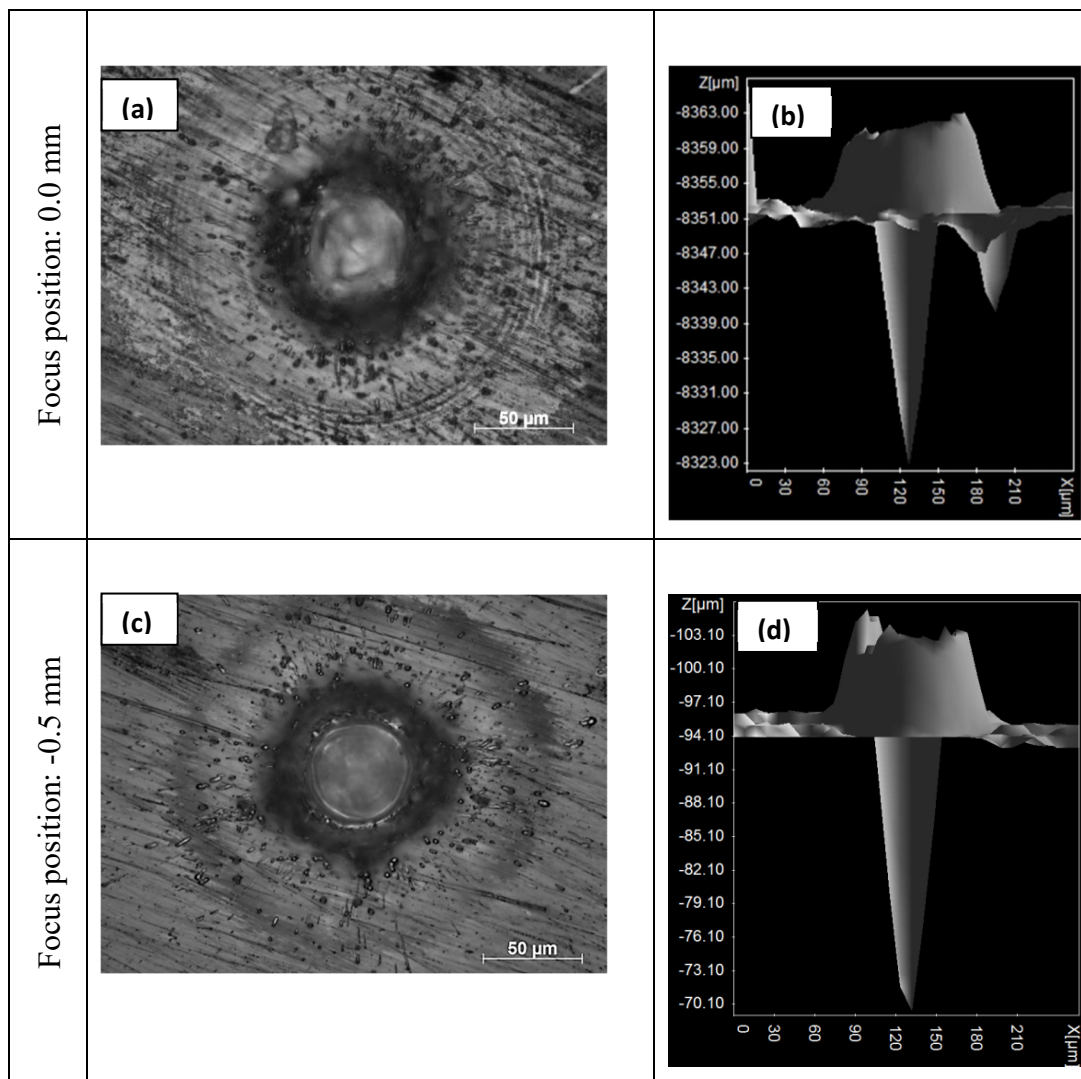 Focus position: 0.0 mm
(a)
50 µm
(b)
Z[µm]
-8363.00
-8359.00
-8355.00
-8351.00
-8347.00
-8343.00
-8339.00
-8335.00
-8331.00
-8327.00
-8323.00
0 30 60 90 120 150 180 210 X[µm]
Focus position: -0.5 mm
(c)
50 µm
(d)
Z[µm]
-103.10
-100.10
-97.10
-94.10
-91.10
-88.10
-85.10
-82.10
-79.10
-76.10
-73.10
-70.10
0 30 60 90 120 150 180 210 X[µm]